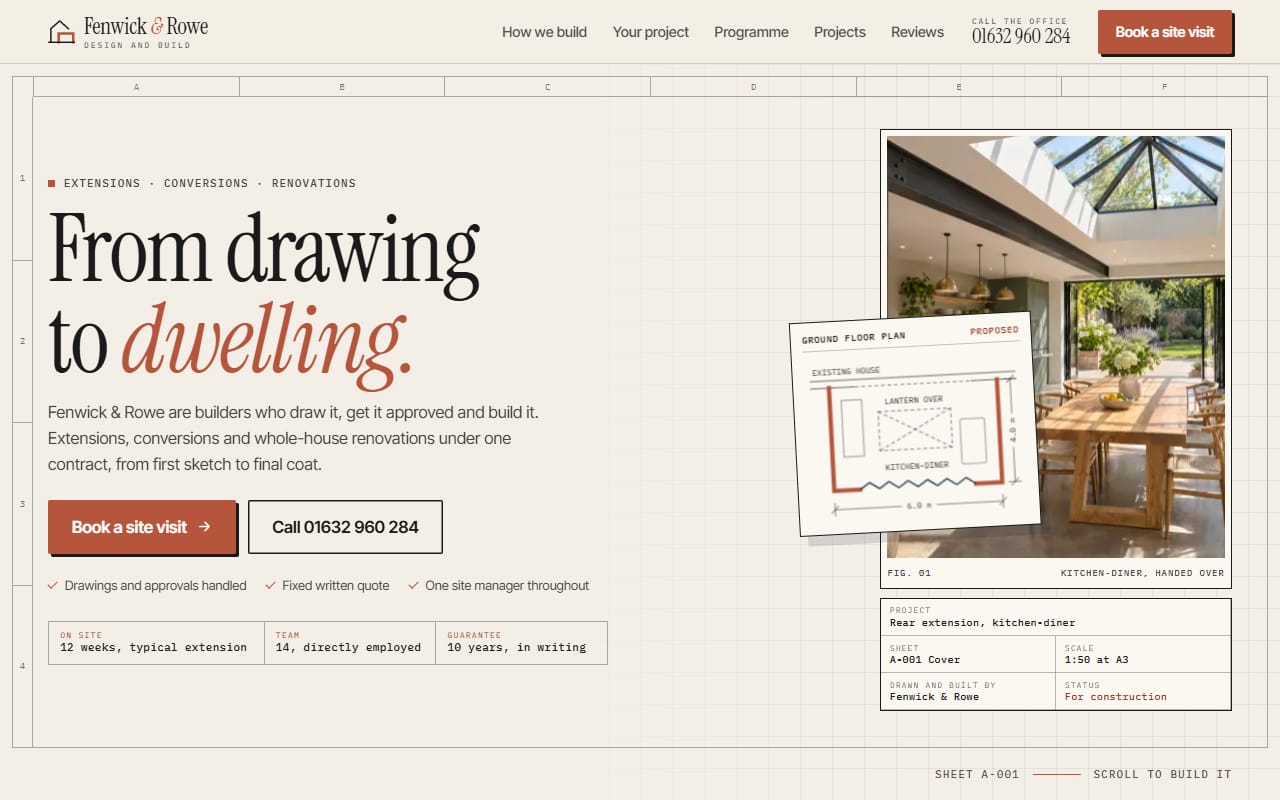 Fenwick & Rowe
DESIGN AND BUILD
How we build
Your project
Programme
Projects
Reviews
CALL THE OFFICE
01632 960 284
Book a site visit
A
B
C
D
E
F
1
2
3
4
EXTENSIONS · CONVERSIONS · RENOVATIONS
From drawing
to dwelling.
Fenwick & Rowe are builders who draw it, get it approved and build it.
Extensions, conversions and whole-house renovations under one
contract, from first sketch to final coat.
Book a site visit →
Call 01632 960 284
✓ Drawings and approvals handled
✓ Fixed written quote
✓ One site manager throughout
ON SITE
12 weeks, typical extension
TEAM
14, directly employed
GUARANTEE
10 years, in writing
GROUND FLOOR PLAN
PROPOSED
EXISTING HOUSE
LANTERN OVER
KITCHEN-DINER
4.0 m
6.0 m
FIG. 01
KITCHEN-DINER, HANDED OVER
PROJECT
Rear extension, kitchen-diner
SHEET
A-001 Cover
SCALE
1:50 at A3
DRAWN AND BUILT BY
Fenwick & Rowe
STATUS
For construction
SHEET A-001
SCROLL TO BUILD IT